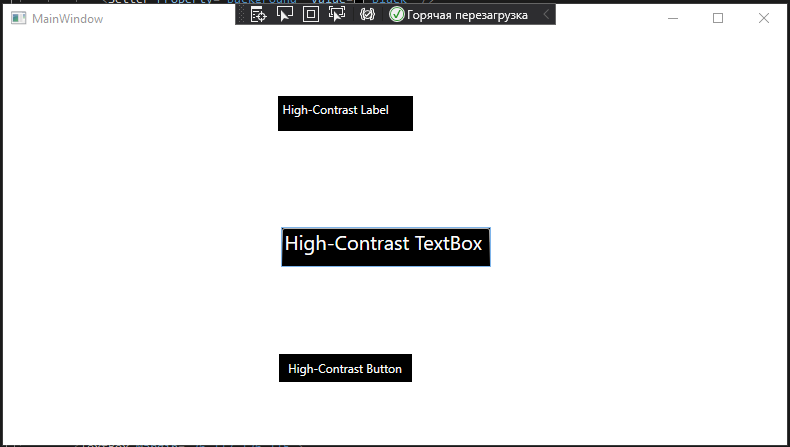 MainWindow
Горячая перезагрузка
High-Contrast Label
High-Contrast TextBox
High-Contrast Button